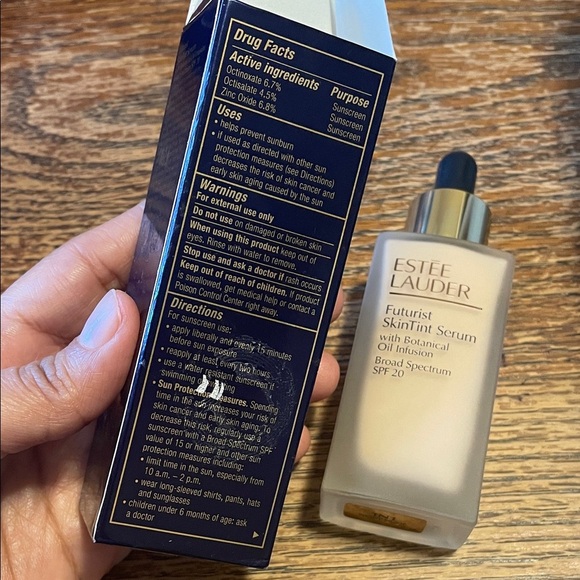 Drug Facts
Active ingredients Purpose
Octinoxate 6.7% Sunscreen
Octisalate 4.5% Sunscreen
Zinc Oxide 6.8% Sunscreen
Uses
• helps prevent sunburn
• if used as directed with other sun
protection measures (see Directions)
decreases the risk of skin cancer and
early skin aging caused by the sun
Warnings
For external use only
Do not use on damaged or broken skin
When using this product keep out of
eyes. Rinse with water to remove.
Stop use and ask a doctor if rash occurs
Keep out of reach of children. If product
is swallowed, get medical help or contact a
Poison Control Center right away.
Directions
For sunscreen use:
• apply liberally and evenly 15 minutes
before sun exposure
• reapply at least every two hours
• use a water resistant sunscreen if
swimming or sweating
• Sun Protection Measures. Spending
time in the sun increases your risk of
skin cancer and early skin aging. To
decrease this risk, regularly use a
sunscreen with a Broad Spectrum SPF
value of 15 or higher and other sun
protection measures including:
• limit time in the sun, especially from
10 a.m. – 2 p.m.
• wear long-sleeved shirts, pants, hats
and sunglasses
• children under 6 months of age: ask
a doctor
ESTĒE
LAUDER
Futurist
SkinTint Serum
with Botanical
Oil Infusion
Broad Spectrum
SPF 20